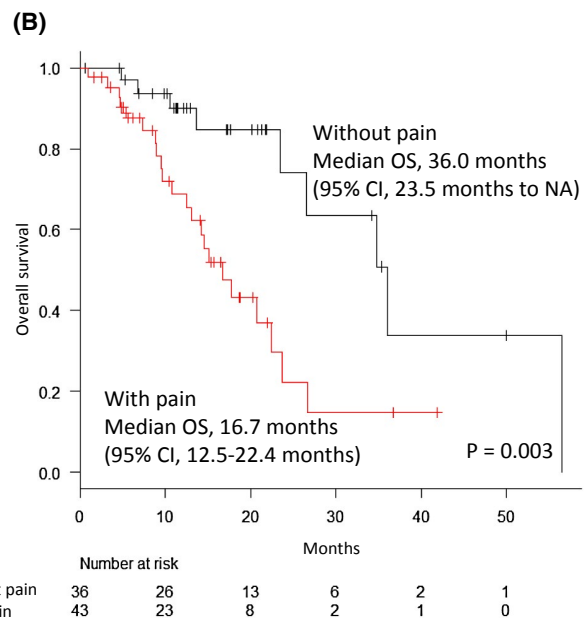 (B)
1.0
0.8
0.6
0.4
0.2
0.0
Overall survival
Without pain
Median OS, 36.0 months
(95% CI, 23.5 months to NA)
With pain
Median OS, 16.7 months
(95% CI, 12.5-22.4 months)
P = 0.003
0 10 20 30 40 50
Months
Number at risk
pain 36 26 13 6 2 1
43 23 8 2 1 0